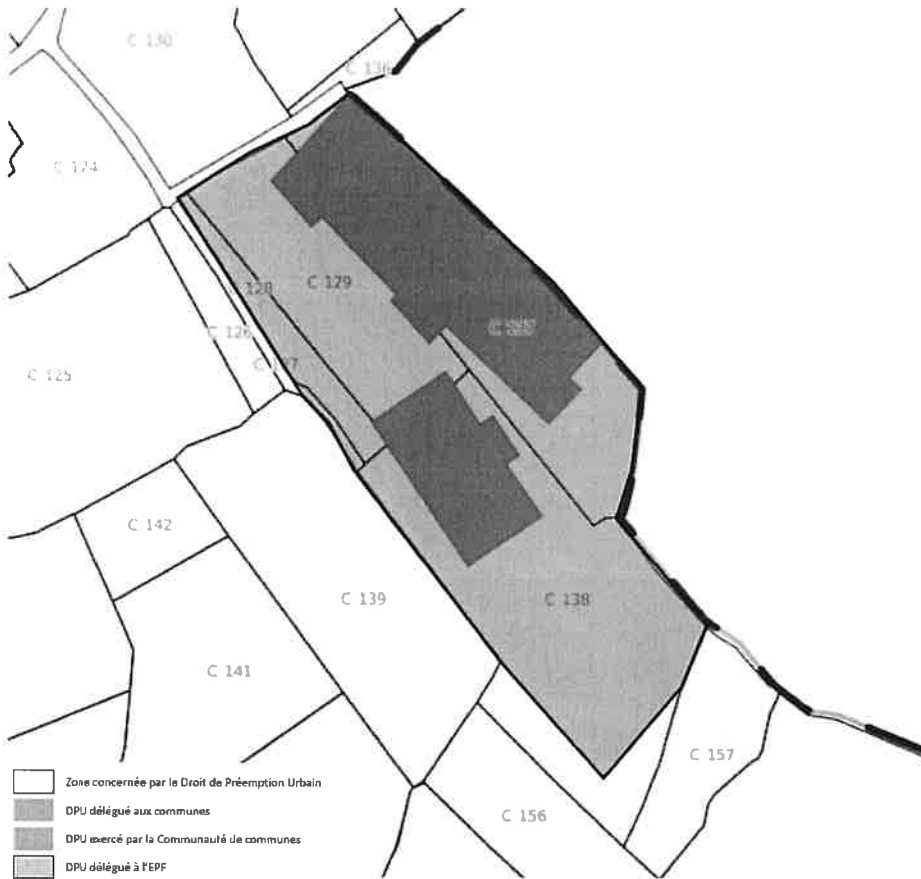 C 130
C 136
C 124
128
C 129
C 126
C 127
C 125
C 142
C 139
C 138
C 141
C 157
C 156
Zone concernée par le Droit de Préemption Urbain
DPU délégué aux communes
DPU exercé par la Communauté de communes
DPU délégué à l'EPF